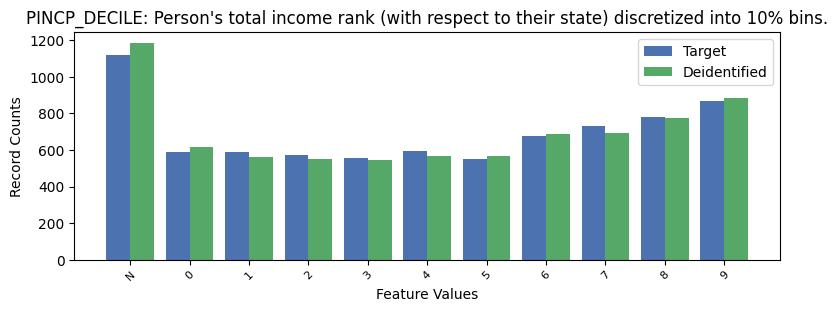 PINCP_DECILE: Person's total income rank (with respect to their state) discretized into 10% bins.
1200
1000
800
600
400
200
0
Record Counts
Target
Deidentified
N 0 1 2 3 4 5 6 7 8 9
Feature Values